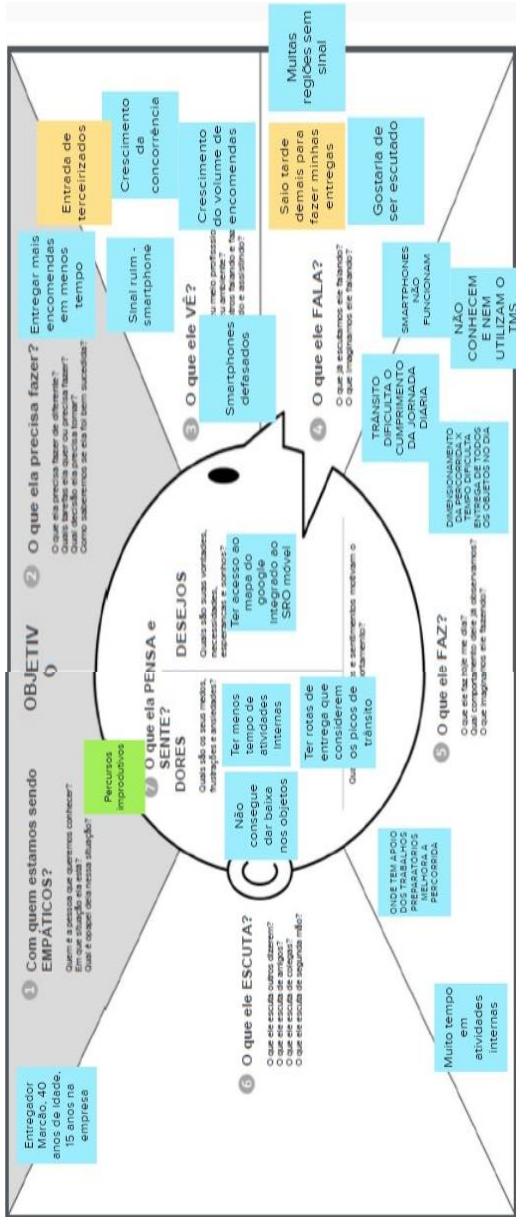 OBJETIV
O
1 Com quem estamos sendo
EMPÁTICOS?
Quem é a pessoa que queremos conhecer?
Em que situação ela está?
Qual é o papel dela nessa situação?
Entregador
Marcão, 40
anos de idade,
15 anos na
empresa
Percursos
improdutivos
2 O que ela precisa fazer?
O que ela precisa fazer de diferente?
Quais tarefas ela quer ou precisa fazer?
Qual decisão ela precisa tomar?
Como saberemos se ela foi bem sucedida?
Entregar mais
encomendas
em menos
tempo
Entrada de
terceirizados
Sinal ruim -
smartphone
Crescimento
da
concorrência
Crescimento
do volume de
encomendas
3 O que ele VÊ?
ambiente?
do e assistindo?
Smartphones
defasados
Muitas
regiões sem
sinal
Saio tarde
demais para
fazer minhas
entregas
Gostaria de
ser escutado
4 O que ele FALA?
O que já escutamos ele falando?
O que imaginamos ele falando?
SMARTPHONES
NÃO
FUNCIONAM
NÃO
CONHECEM
E NEM
UTILIZAM O
TMS
TRÂNSITO
DIFICULTA O
CUMPRIMENTO
DA JORNADA
DIÁRIA
DIMENSIONAMENTO
DA PERCORRIDA X
TEMPO DIFICULTA
ENTREGA DE TODOS
OS OBJETOS NO DIA
5 O que ele FAZ?
O que ele faz hoje me dia?
Qual comportamento dele já observamos?
O que imaginamos ele fazendo?
ONDE TEM APOIO
DOS TRABALHOS
PREPARATÓRIOS
MELHORA A
PERCORRIDA
Muito tempo
em
atividades
internas
6 O que ele ESCUTA?
O que ele escuta outros dizerem?
O que ele escuta de amigos?
O que ele escuta de colegas?
O que ele escuta de segunda mão?
7 O que ela PENSA e
SENTE?
DORES
Quais são os seus medos,
frustrações e ansiedades?
Não
consegue
dar baixa
nos objetos
Ter menos
tempo de
atividades
internas
DESEJOS
Quais são suas vontades,
necessidades,
esperanças e sonhos?
Ter acesso ao
mapa do
google
integrado ao
SRO móvel
Ter rotas de
entrega que
considerem
os picos de
trânsito
s e sentimentos motivam o